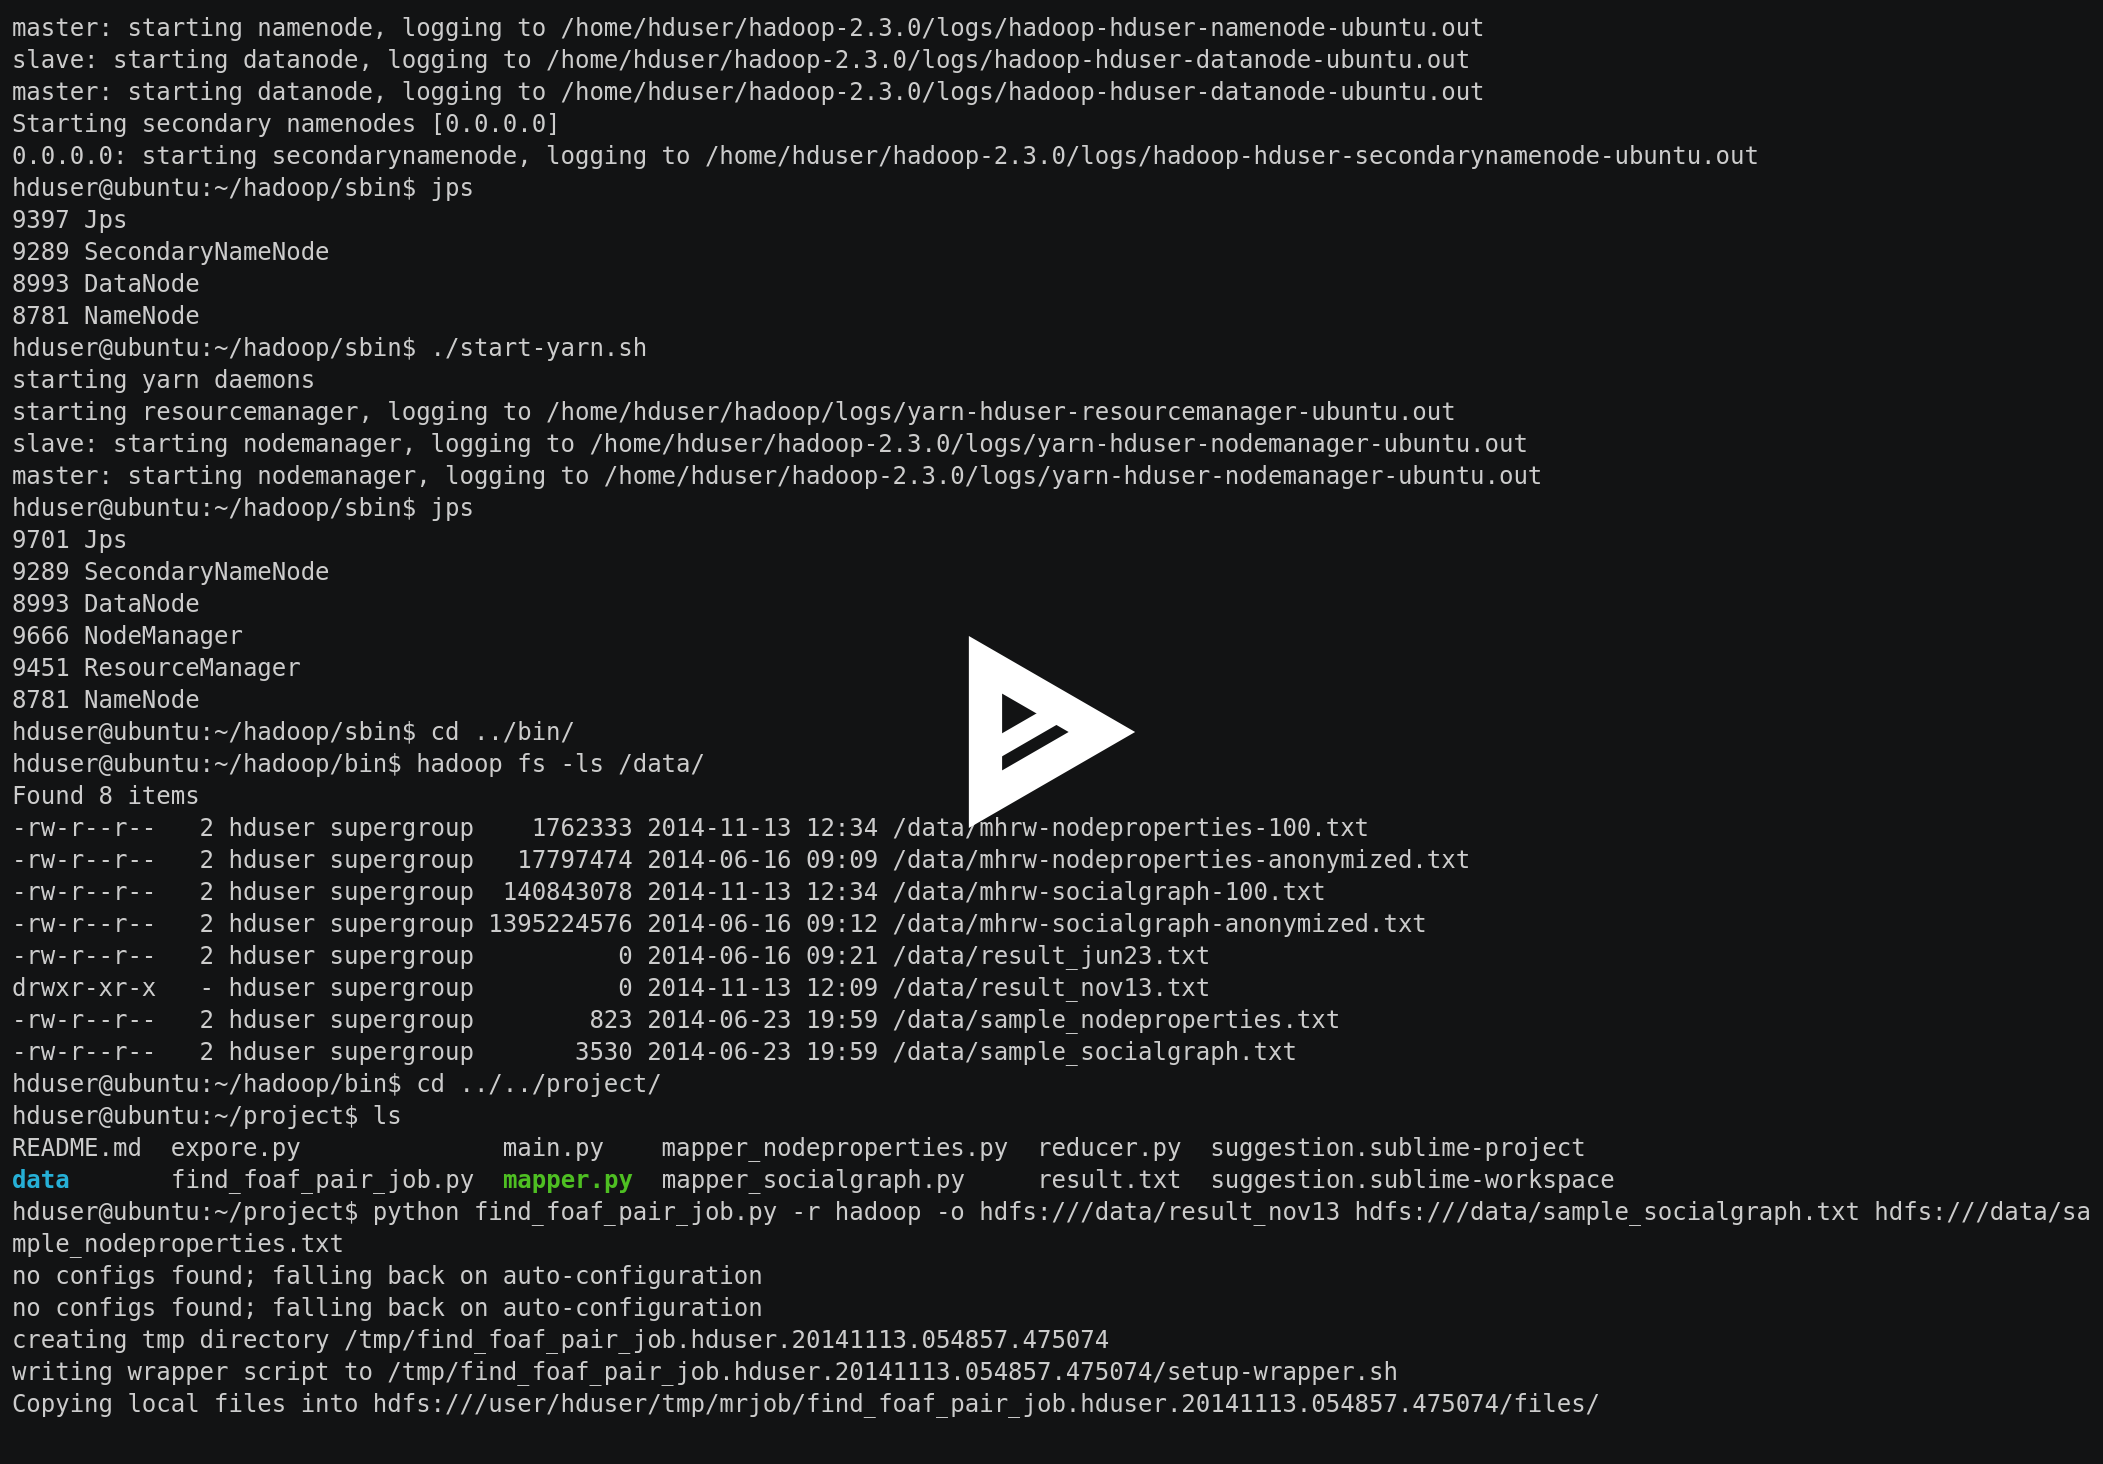 master: starting namenode, logging to /home/hduser/hadoop-2.3.0/logs/hadoop-hduser-namenode-ubuntu.out
slave: starting datanode, logging to /home/hduser/hadoop-2.3.0/logs/hadoop-hduser-datanode-ubuntu.out
master: starting datanode, logging to /home/hduser/hadoop-2.3.0/logs/hadoop-hduser-datanode-ubuntu.out
Starting secondary namenodes [0.0.0.0]
0.0.0.0: starting secondarynamenode, logging to /home/hduser/hadoop-2.3.0/logs/hadoop-hduser-secondarynamenode-ubuntu.out
hduser@ubuntu:~/hadoop/sbin$ jps
9397 Jps
9289 SecondaryNameNode
8993 DataNode
8781 NameNode
hduser@ubuntu:~/hadoop/sbin$ ./start-yarn.sh
starting yarn daemons
starting resourcemanager, logging to /home/hduser/hadoop/logs/yarn-hduser-resourcemanager-ubuntu.out
slave: starting nodemanager, logging to /home/hduser/hadoop-2.3.0/logs/yarn-hduser-nodemanager-ubuntu.out
master: starting nodemanager, logging to /home/hduser/hadoop-2.3.0/logs/yarn-hduser-nodemanager-ubuntu.out
hduser@ubuntu:~/hadoop/sbin$ jps
9701 Jps
9289 SecondaryNameNode
8993 DataNode
9666 NodeManager
9451 ResourceManager
8781 NameNode
hduser@ubuntu:~/hadoop/sbin$ cd ../bin/
hduser@ubuntu:~/hadoop/bin$ hadoop fs -ls /data/
Found 8 items
-rw-r--r--   2 hduser supergroup    1762333 2014-11-13 12:34 /data/mhrw-nodeproperties-100.txt
-rw-r--r--   2 hduser supergroup   17797474 2014-06-16 09:09 /data/mhrw-nodeproperties-anonymized.txt
-rw-r--r--   2 hduser supergroup  140843078 2014-11-13 12:34 /data/mhrw-socialgraph-100.txt
-rw-r--r--   2 hduser supergroup 1395224576 2014-06-16 09:12 /data/mhrw-socialgraph-anonymized.txt
-rw-r--r--   2 hduser supergroup          0 2014-06-16 09:21 /data/result_jun23.txt
drwxr-xr-x   - hduser supergroup          0 2014-11-13 12:09 /data/result_nov13.txt
-rw-r--r--   2 hduser supergroup        823 2014-06-23 19:59 /data/sample_nodeproperties.txt
-rw-r--r--   2 hduser supergroup       3530 2014-06-23 19:59 /data/sample_socialgraph.txt
hduser@ubuntu:~/hadoop/bin$ cd ../../project/
hduser@ubuntu:~/project$ ls
README.md  expore.py              main.py    mapper_nodeproperties.py  reducer.py  suggestion.sublime-project
data       find_foaf_pair_job.py  mapper.py  mapper_socialgraph.py     result.txt  suggestion.sublime-workspace
hduser@ubuntu:~/project$ python find_foaf_pair_job.py -r hadoop -o hdfs:///data/result_nov13 hdfs:///data/sample_socialgraph.txt hdfs:///data/sa
mple_nodeproperties.txt
no configs found; falling back on auto-configuration
no configs found; falling back on auto-configuration
creating tmp directory /tmp/find_foaf_pair_job.hduser.20141113.054857.475074
writing wrapper script to /tmp/find_foaf_pair_job.hduser.20141113.054857.475074/setup-wrapper.sh
Copying local files into hdfs:///user/hduser/tmp/mrjob/find_foaf_pair_job.hduser.20141113.054857.475074/files/